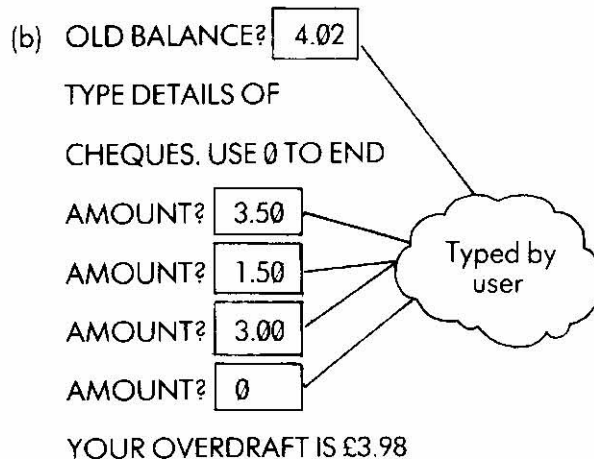 (b) OLD BALANCE? 4.02
TYPE DETAILS OF
CHEQUES. USE 0 TO END
AMOUNT? 3.50
AMOUNT? 1.50
AMOUNT? 3.00
AMOUNT? 0
Typed by
user
YOUR OVERDRAFT IS £3.98